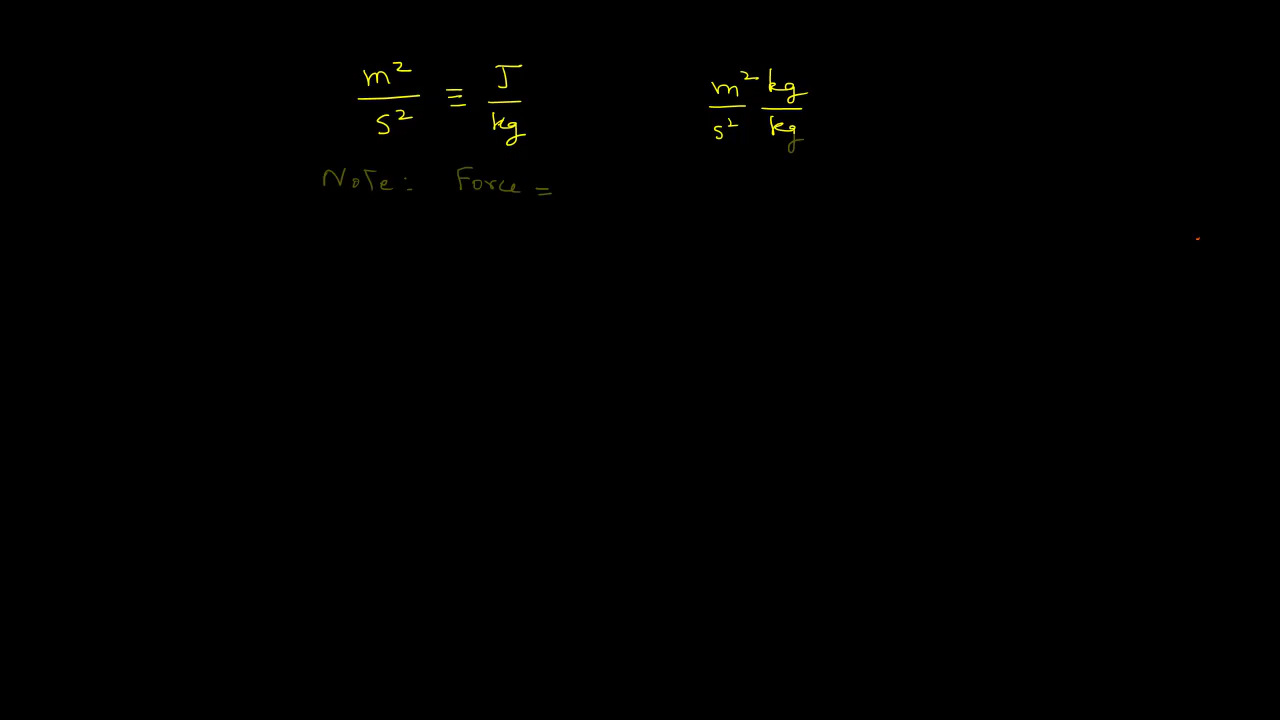 m²/s² ≡ J/kg    m²/s² kg/kg
Note: Force =